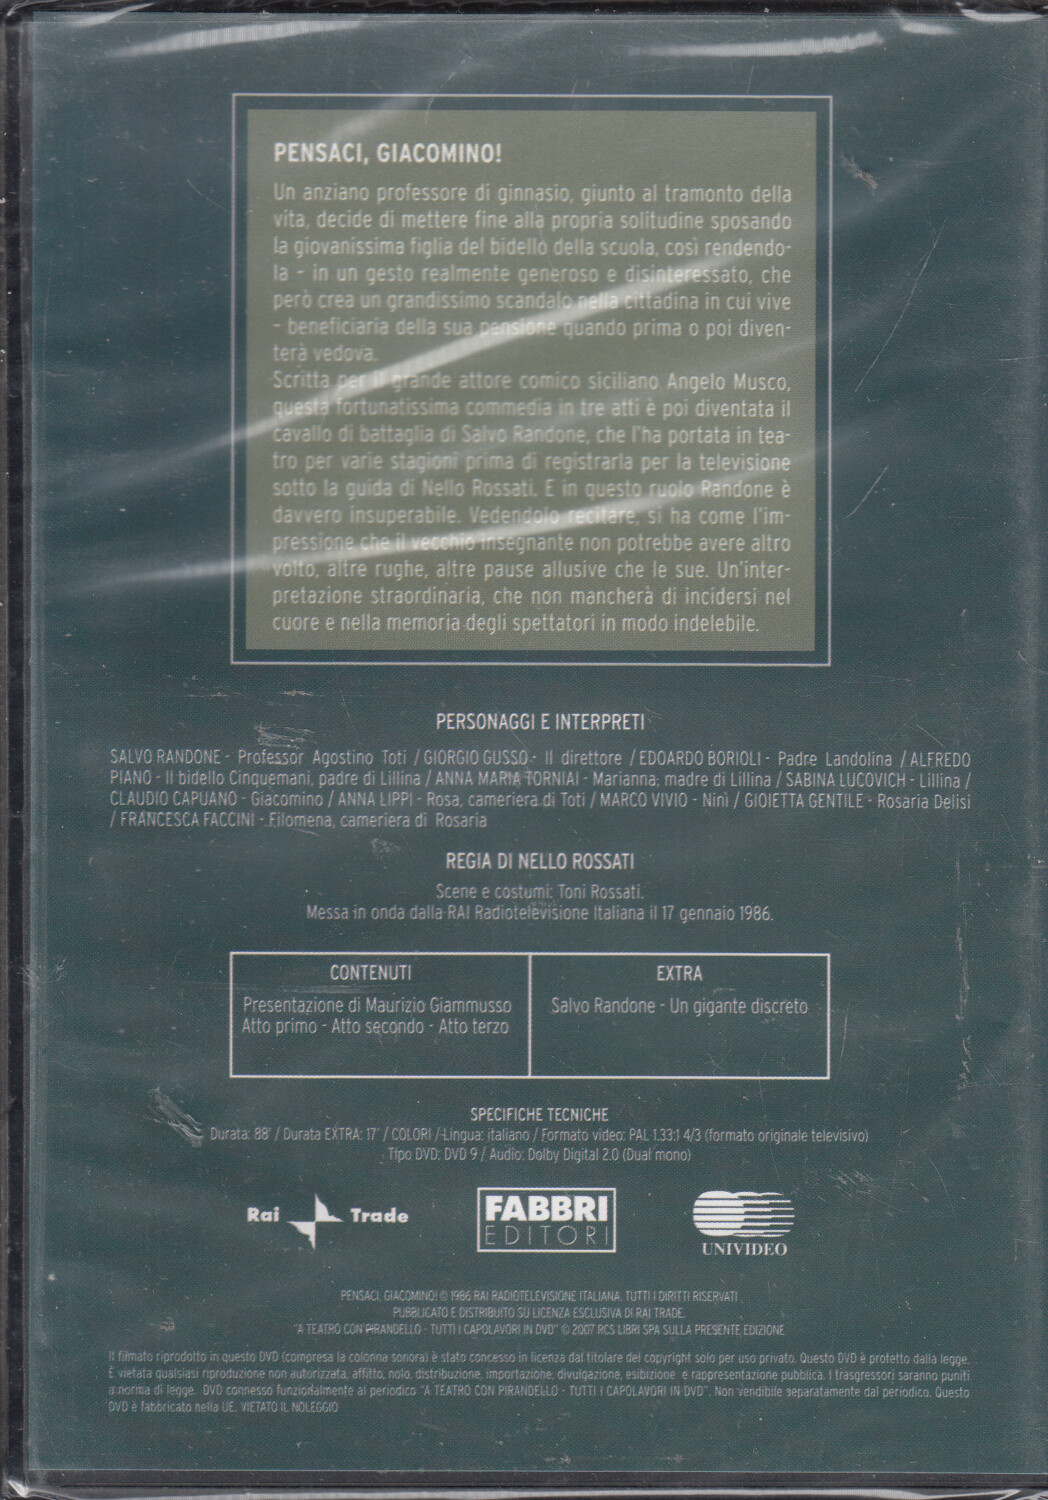 PENSACI, GIACOMINO!
Un anziano professore di ginnasio, giunto al tramonto della
vita, decide di mettere fine alla propria solitudine sposando
la giovanissima figlia del bidello della scuola, così rendendo-
la - in un gesto realmente generoso e disinteressato, che
però crea un grandissimo scandalo nella cittadina in cui vive
- beneficiaria della sua pensione quando prima o poi diven-
terà vedova.
Scritta per il grande attore comico siciliano Angelo Musco,
questa fortunatissima commedia in tre atti è poi diventata il
cavallo di battaglia di Salvo Randone, che l'ha portata in tea-
tro per varie stagioni prima di registrarla per la televisione
sotto la guida di Nello Rossati. E in questo ruolo Randone è
davvero insuperabile. Vedendolo recitare, si ha come l'im-
pressione che il vecchio insegnante non potrebbe avere altro
volto, altre rughe, altre pause allusive che le sue. Un'inter-
pretazione straordinaria, che non mancherà di incidersi nel
cuore e nella memoria degli spettatori in modo indelebile.
PERSONAGGI E INTERPRETI
SALVO RANDONE - Professor Agostino Toti / GIORGIO GUSSO - Il direttore / EDOARDO BORIOLI - Padre Landolina / ALFREDO
PIANO - Il bidello Cinquemani, padre di Lillina / ANNA MARIA TORNIAI - Marianna, madre di Lillina / SABINA LUCOVICH - Lillina /
CLAUDIO CAPUANO - Giacomino / ANNA LIPPI - Rosa, cameriera di Toti / MARCO VIVIO - Ninì / GIOIETTA GENTILE - Rosaria Delisi
/ FRANCESCA FACCINI - Filomena, cameriera di Rosaria
REGIA DI NELLO ROSSATI
Scene e costumi: Toni Rossati.
Messa in onda dalla RAI Radiotelevisione Italiana il 17 gennaio 1986.
CONTENUTI
Presentazione di Maurizio Giammusso
Atto primo - Atto secondo - Atto terzo
EXTRA
Salvo Randone - Un gigante discreto
SPECIFICHE TECNICHE
Durata: 88' / Durata EXTRA: 17' / COLORI / Lingua: italiano / Formato video: PAL 1.33:1 4/3 (formato originale televisivo)
Tipo DVD: DVD 9 / Audio: Dolby Digital 2.0 (Dual mono)
Rai Trade
FABBRI
EDITORI
UNIVIDEO
PENSACI, GIACOMINO! © 1986 RAI RADIOTELEVISIONE ITALIANA. TUTTI I DIRITTI RISERVATI
PUBBLICATO E DISTRIBUITO SU LICENZA ESCLUSIVA DI RAI TRADE.
"A TEATRO CON PIRANDELLO - TUTTI I CAPOLAVORI IN DVD" © 2007 RCS LIBRI SPA SULLA PRESENTE EDIZIONE
Il filmato riprodotto in questo DVD (compresa la colonna sonora) è stato concesso in licenza dal titolare del copyright solo per uso privato. Questo DVD è protetto dalla legge.
È vietata qualsiasi riproduzione non autorizzata, affitto, nolo, distribuzione, importazione, divulgazione, esibizione e rappresentazione pubblica. I trasgressori saranno puniti
a norma di legge. DVD connesso funzionalmente al periodico "A TEATRO CON PIRANDELLO - TUTTI I CAPOLAVORI IN DVD". Non vendibile separatamente dal periodico. Questo
DVD è fabbricato nella UE. VIETATO IL NOLEGGIO